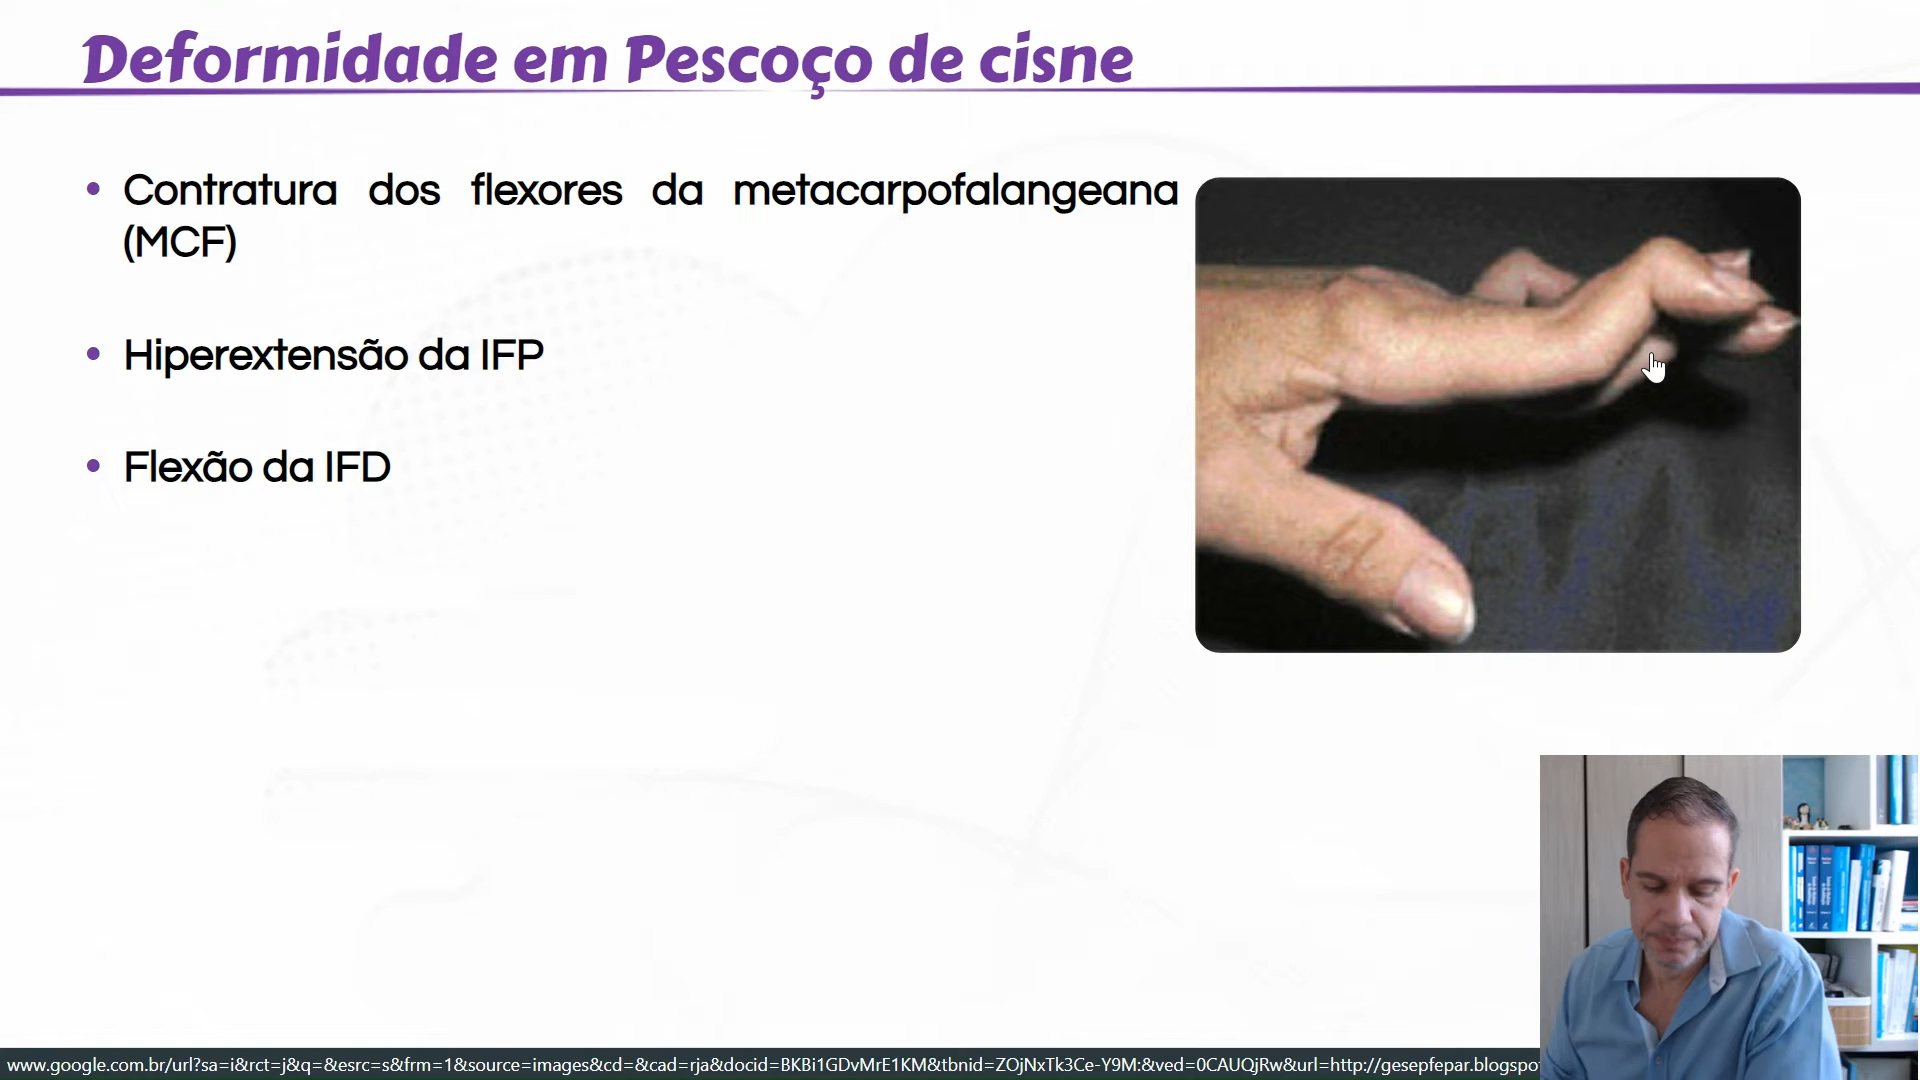 Deformidade em Pescoço de cisne
• Contratura dos flexores da metacarpofalangeana
(MCF)
• Hiperextensão da IFP
• Flexão da IFD
www.google.com.br/url?sa=i&rct=j&q=&esrc=s&frm=1&source=images&cd=&cad=rja&docid=BKBi1GDvMrE1KM&tbnid=ZOjNxTk3Ce-Y9M:&ved=0CAUQjRw&url=http://gesepfepar.blogspo